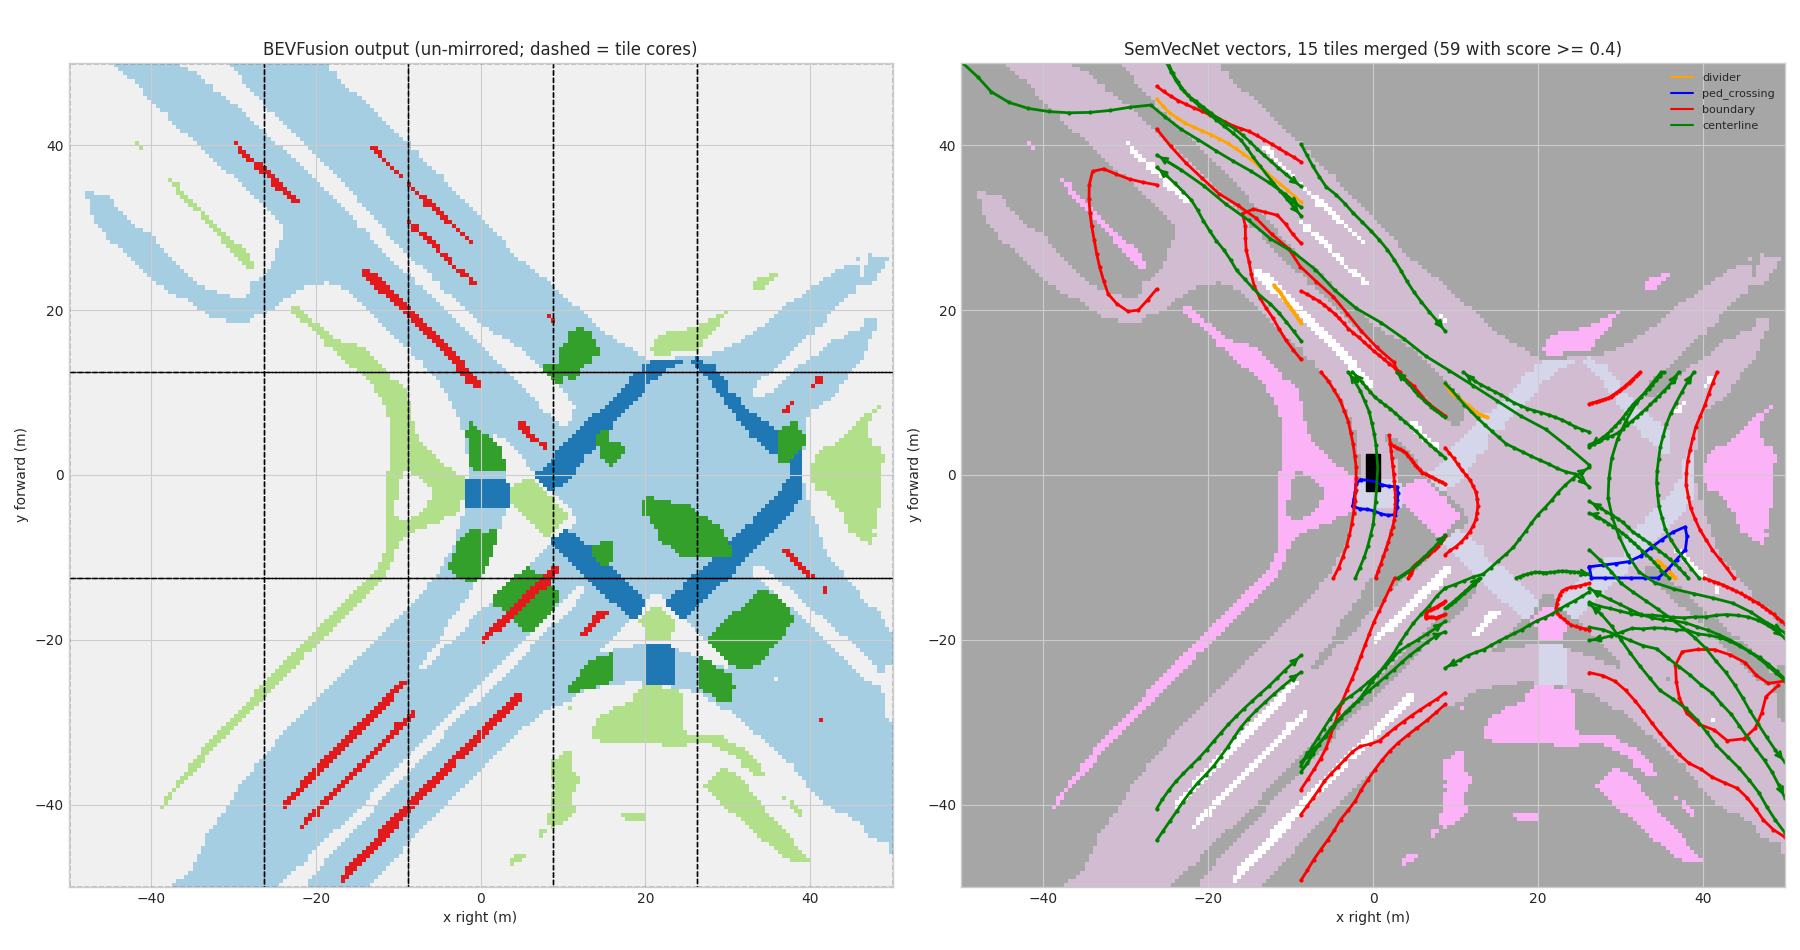 BEVFusion output (un-mirrored; dashed = tile cores)
y forward (m)
40
20
0
−20
−40
−40
−20
0
20
40
x right (m)
SemVecNet vectors, 15 tiles merged (59 with score >= 0.4)
divider
ped_crossing
boundary
centerline
y forward (m)
40
20
0
−20
−40
−40
−20
0
20
40
x right (m)